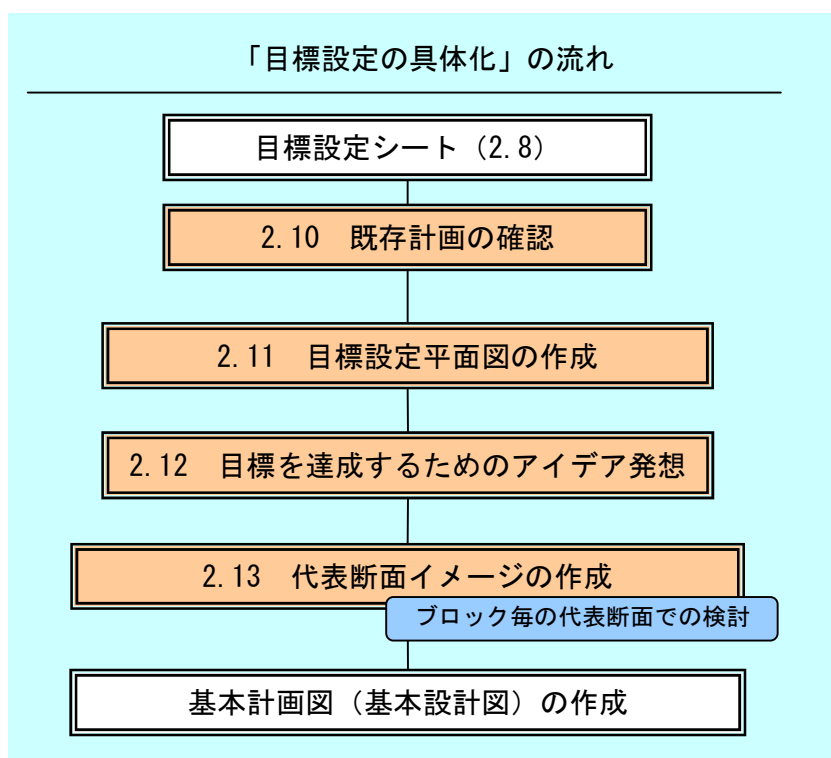 「目標設定の具体化」の流れ
目標設定シート（2.8）
2.10　既存計画の確認
2.11　目標設定平面図の作成
2.12　目標を達成するためのアイデア発想
2.13　代表断面イメージの作成
ブロック毎の代表断面での検討
基本計画図（基本設計図）の作成